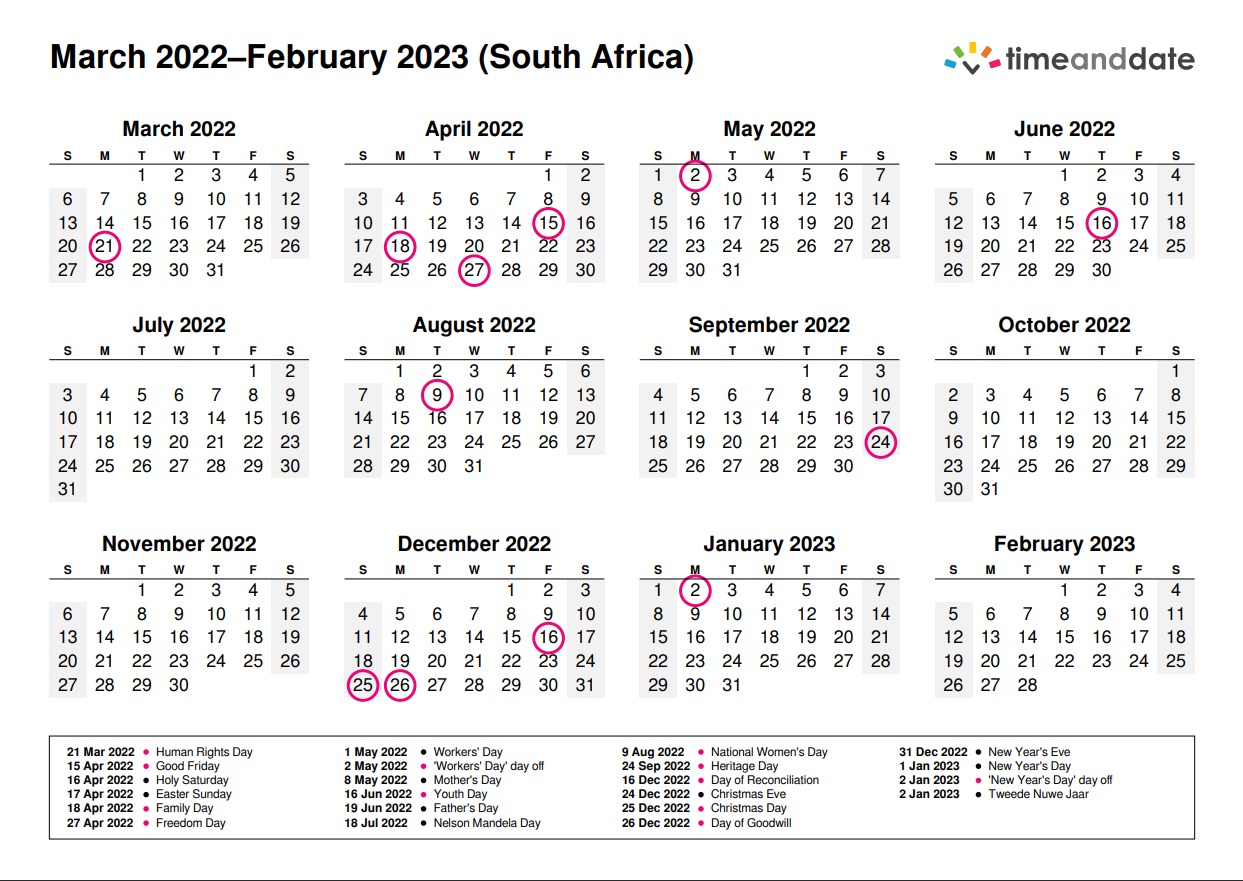 March 2022–February 2023 (South Africa)
timeanddate
March 2022
S M T W T F S
1 2 3 4 5
6 7 8 9 10 11 12
13 14 15 16 17 18 19
20 21 22 23 24 25 26
27 28 29 30 31
April 2022
S M T W T F S
1 2
3 4 5 6 7 8 9
10 11 12 13 14 15 16
17 18 19 20 21 22 23
24 25 26 27 28 29 30
May 2022
S M T W T F S
1 2 3 4 5 6 7
8 9 10 11 12 13 14
15 16 17 18 19 20 21
22 23 24 25 26 27 28
29 30 31
June 2022
S M T W T F S
1 2 3 4
5 6 7 8 9 10 11
12 13 14 15 16 17 18
19 20 21 22 23 24 25
26 27 28 29 30
July 2022
S M T W T F S
1 2
3 4 5 6 7 8 9
10 11 12 13 14 15 16
17 18 19 20 21 22 23
24 25 26 27 28 29 30
31
August 2022
S M T W T F S
1 2 3 4 5 6
7 8 9 10 11 12 13
14 15 16 17 18 19 20
21 22 23 24 25 26 27
28 29 30 31
September 2022
S M T W T F S
1 2 3
4 5 6 7 8 9 10
11 12 13 14 15 16 17
18 19 20 21 22 23 24
25 26 27 28 29 30
October 2022
S M T W T F S
1
2 3 4 5 6 7 8
9 10 11 12 13 14 15
16 17 18 19 20 21 22
23 24 25 26 27 28 29
30 31
November 2022
S M T W T F S
1 2 3 4 5
6 7 8 9 10 11 12
13 14 15 16 17 18 19
20 21 22 23 24 25 26
27 28 29 30
December 2022
S M T W T F S
1 2 3
4 5 6 7 8 9 10
11 12 13 14 15 16 17
18 19 20 21 22 23 24
25 26 27 28 29 30 31
January 2023
S M T W T F S
1 2 3 4 5 6 7
8 9 10 11 12 13 14
15 16 17 18 19 20 21
22 23 24 25 26 27 28
29 30 31
February 2023
S M T W T F S
1 2 3 4
5 6 7 8 9 10 11
12 13 14 15 16 17 18
19 20 21 22 23 24 25
26 27 28
21 Mar 2022 ● Human Rights Day
15 Apr 2022 ● Good Friday
16 Apr 2022 ● Holy Saturday
17 Apr 2022 ● Easter Sunday
18 Apr 2022 ● Family Day
27 Apr 2022 ● Freedom Day
1 May 2022 ● Workers' Day
2 May 2022 ● 'Workers' Day' day off
8 May 2022 ● Mother's Day
16 Jun 2022 ● Youth Day
19 Jun 2022 ● Father's Day
18 Jul 2022 ● Nelson Mandela Day
9 Aug 2022 ● National Women's Day
24 Sep 2022 ● Heritage Day
16 Dec 2022 ● Day of Reconciliation
24 Dec 2022 ● Christmas Eve
25 Dec 2022 ● Christmas Day
26 Dec 2022 ● Day of Goodwill
31 Dec 2022 ● New Year's Eve
1 Jan 2023 ● New Year's Day
2 Jan 2023 ● 'New Year's Day' day off
2 Jan 2023 ● Tweede Nuwe Jaar